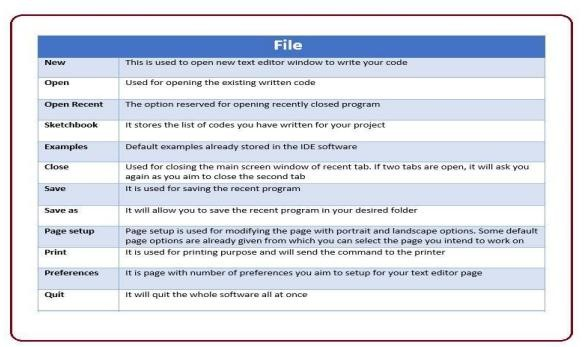 File
New This is used to open new text editor window to write your code
Open Used for opening the existing written code
Open Recent The option reserved for opening recently closed program
Sketchbook It stores the list of codes you have written for your project
Examples Default examples already stored in the IDE software
Close Used for closing the main screen window of recent tab. If two tabs are open, it will ask you
again as you aim to close the second tab
Save It is used for saving the recent program
Save as It will allow you to save the recent program in your desired folder
Page setup Page setup is used for modifying the page with portrait and landscape options. Some default
page options are already given from which you can select the page you intend to work on
Print It is used for printing purpose and will send the command to the printer
Preferences It is page with number of preferences you aim to setup for your text editor page
Quit It will quit the whole software all at once